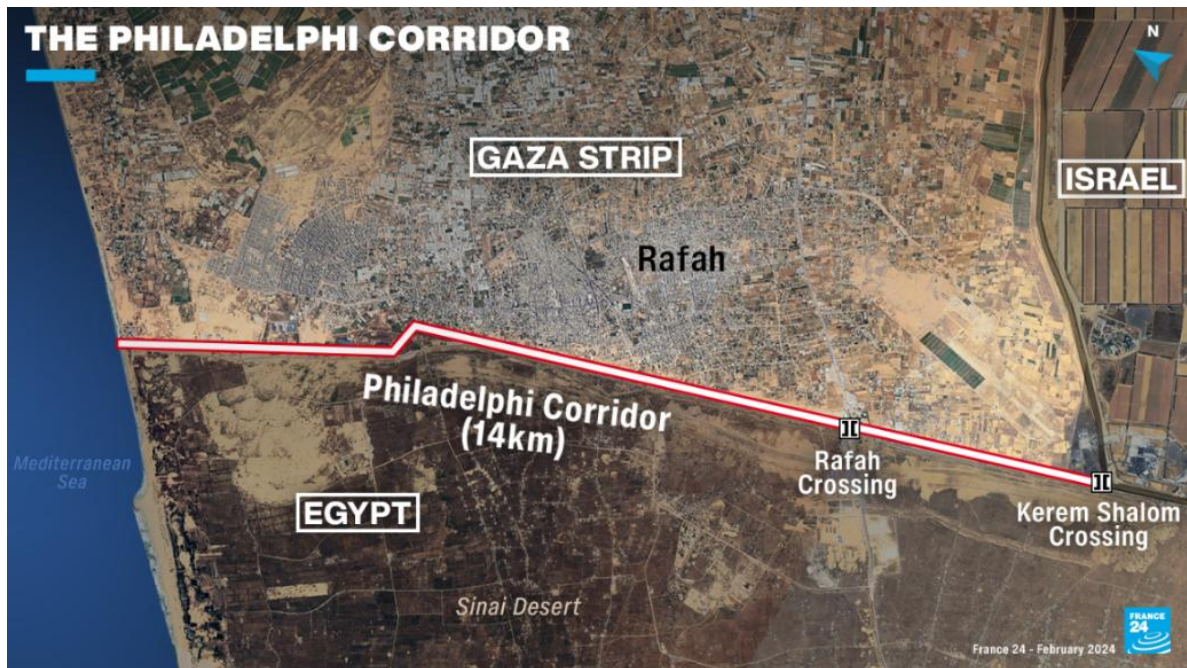 THE PHILADELPHI CORRIDOR
N
GAZA STRIP
ISRAEL
Rafah
Philadelphi Corridor
(14km)
Rafah
Crossing
Mediterranean
Sea
EGYPT
Kerem Shalom
Crossing
Sinai Desert
France 24 - February 2024
FRANCE
24